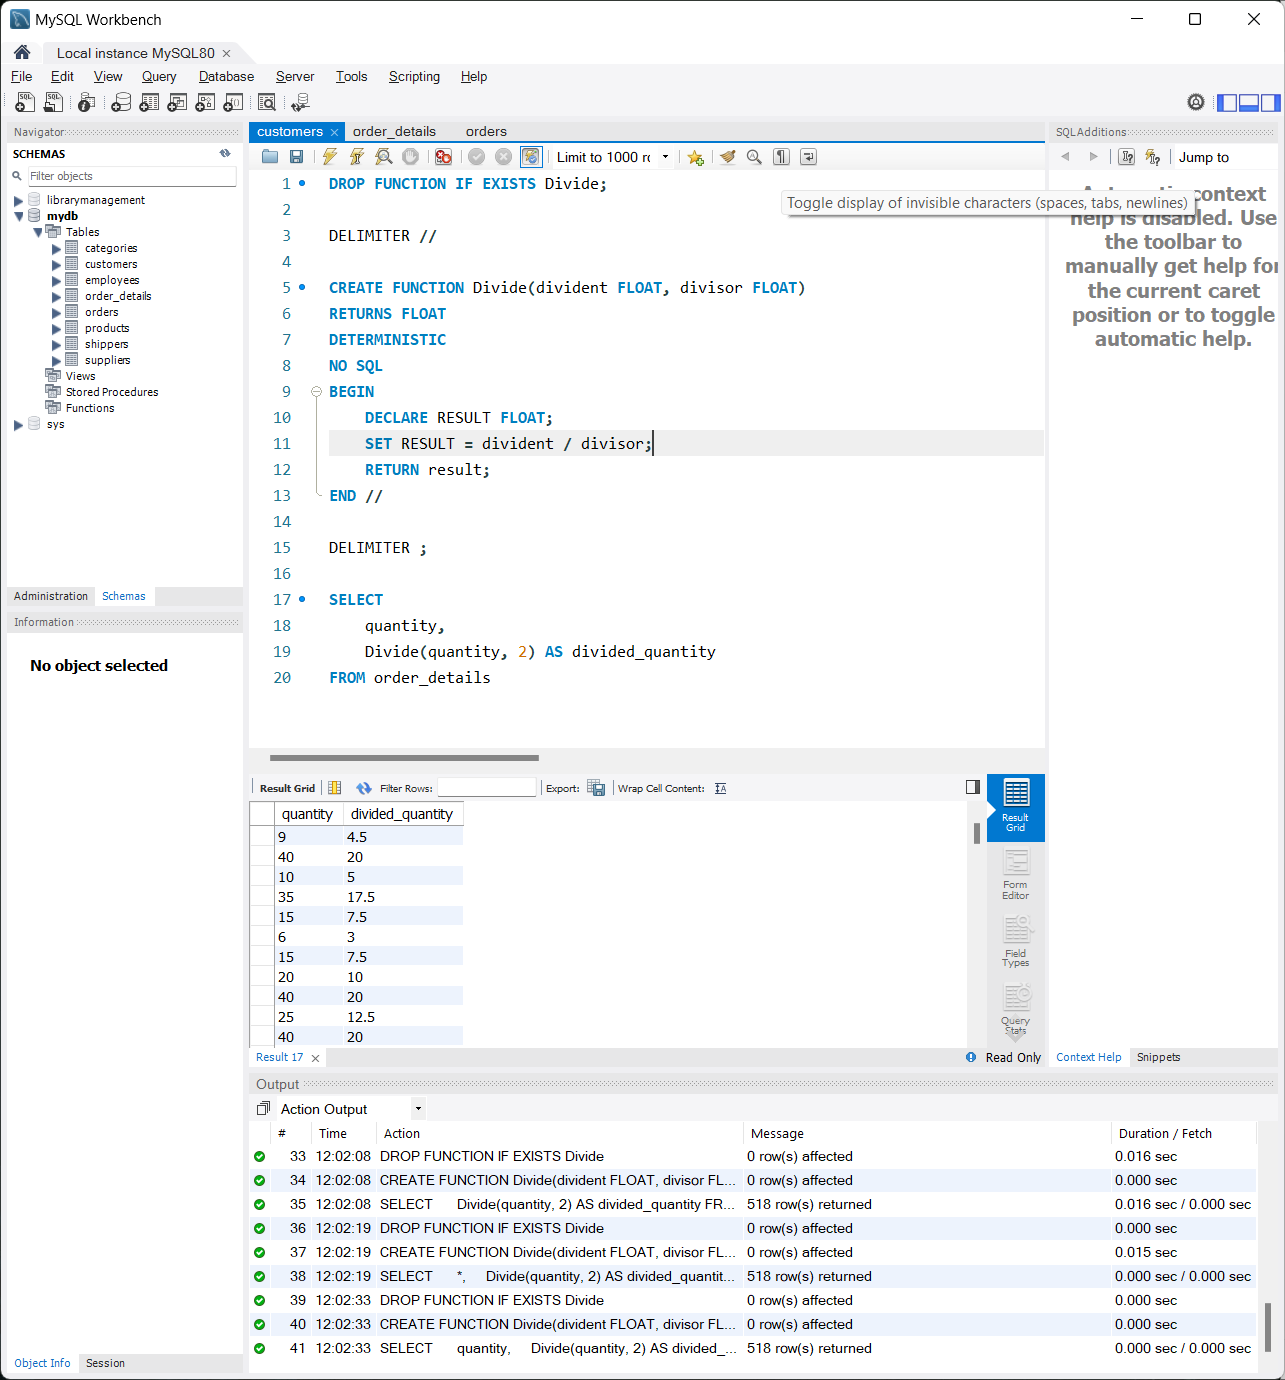 MySQL Workbench
Local instance MySQL80
File Edit View Query Database Server Tools Scripting Help
Navigator
SCHEMAS
Filter objects
librarymanagement
mydb
Tables
categories
customers
employees
order_details
orders
products
shippers
suppliers
Views
Stored Procedures
Functions
sys
Administration Schemas
Information
No object selected
Object Info Session
customers order_details orders
Limit to 1000 r
1 DROP FUNCTION IF EXISTS Divide;
2
3 DELIMITER //
4
5 CREATE FUNCTION Divide(divident FLOAT, divisor FLOAT)
6 RETURNS FLOAT
7 DETERMINISTIC
8 NO SQL
9 BEGIN
10 DECLARE RESULT FLOAT;
11 SET RESULT = divident / divisor;
12 RETURN result;
13 END //
14
15 DELIMITER ;
16
17 SELECT
18 quantity,
19 Divide(quantity, 2) AS divided_quantity
20 FROM order_details
Toggle display of invisible characters (spaces, tabs, newlines)
SQLAdditions
Jump to
context
help is disabled. Use
the toolbar to
manually get help for
the current caret
position or to toggle
automatic help.
Context Help Snippets
Result Grid Filter Rows: Export: Wrap Cell Content:
quantity divided_quantity
9 4.5
40 20
10 5
35 17.5
15 7.5
6 3
15 7.5
20 10
40 20
25 12.5
40 20
Result
Grid
Form
Editor
Field
Types
Query
Stats
Result 17
Read Only
Output
Action Output
# Time Action Message Duration / Fetch
33 12:02:08 DROP FUNCTION IF EXISTS Divide 0 row(s) affected 0.016 sec
34 12:02:08 CREATE FUNCTION Divide(divident FLOAT, divisor FL... 0 row(s) affected 0.000 sec
35 12:02:08 SELECT Divide(quantity, 2) AS divided_quantity FR... 518 row(s) returned 0.016 sec / 0.000 sec
36 12:02:19 DROP FUNCTION IF EXISTS Divide 0 row(s) affected 0.000 sec
37 12:02:19 CREATE FUNCTION Divide(divident FLOAT, divisor FL... 0 row(s) affected 0.015 sec
38 12:02:19 SELECT *, Divide(quantity, 2) AS divided_quantit... 518 row(s) returned 0.000 sec / 0.000 sec
39 12:02:33 DROP FUNCTION IF EXISTS Divide 0 row(s) affected 0.000 sec
40 12:02:33 CREATE FUNCTION Divide(divident FLOAT, divisor FL... 0 row(s) affected 0.000 sec
41 12:02:33 SELECT quantity, Divide(quantity, 2) AS divided_... 518 row(s) returned 0.000 sec / 0.000 sec